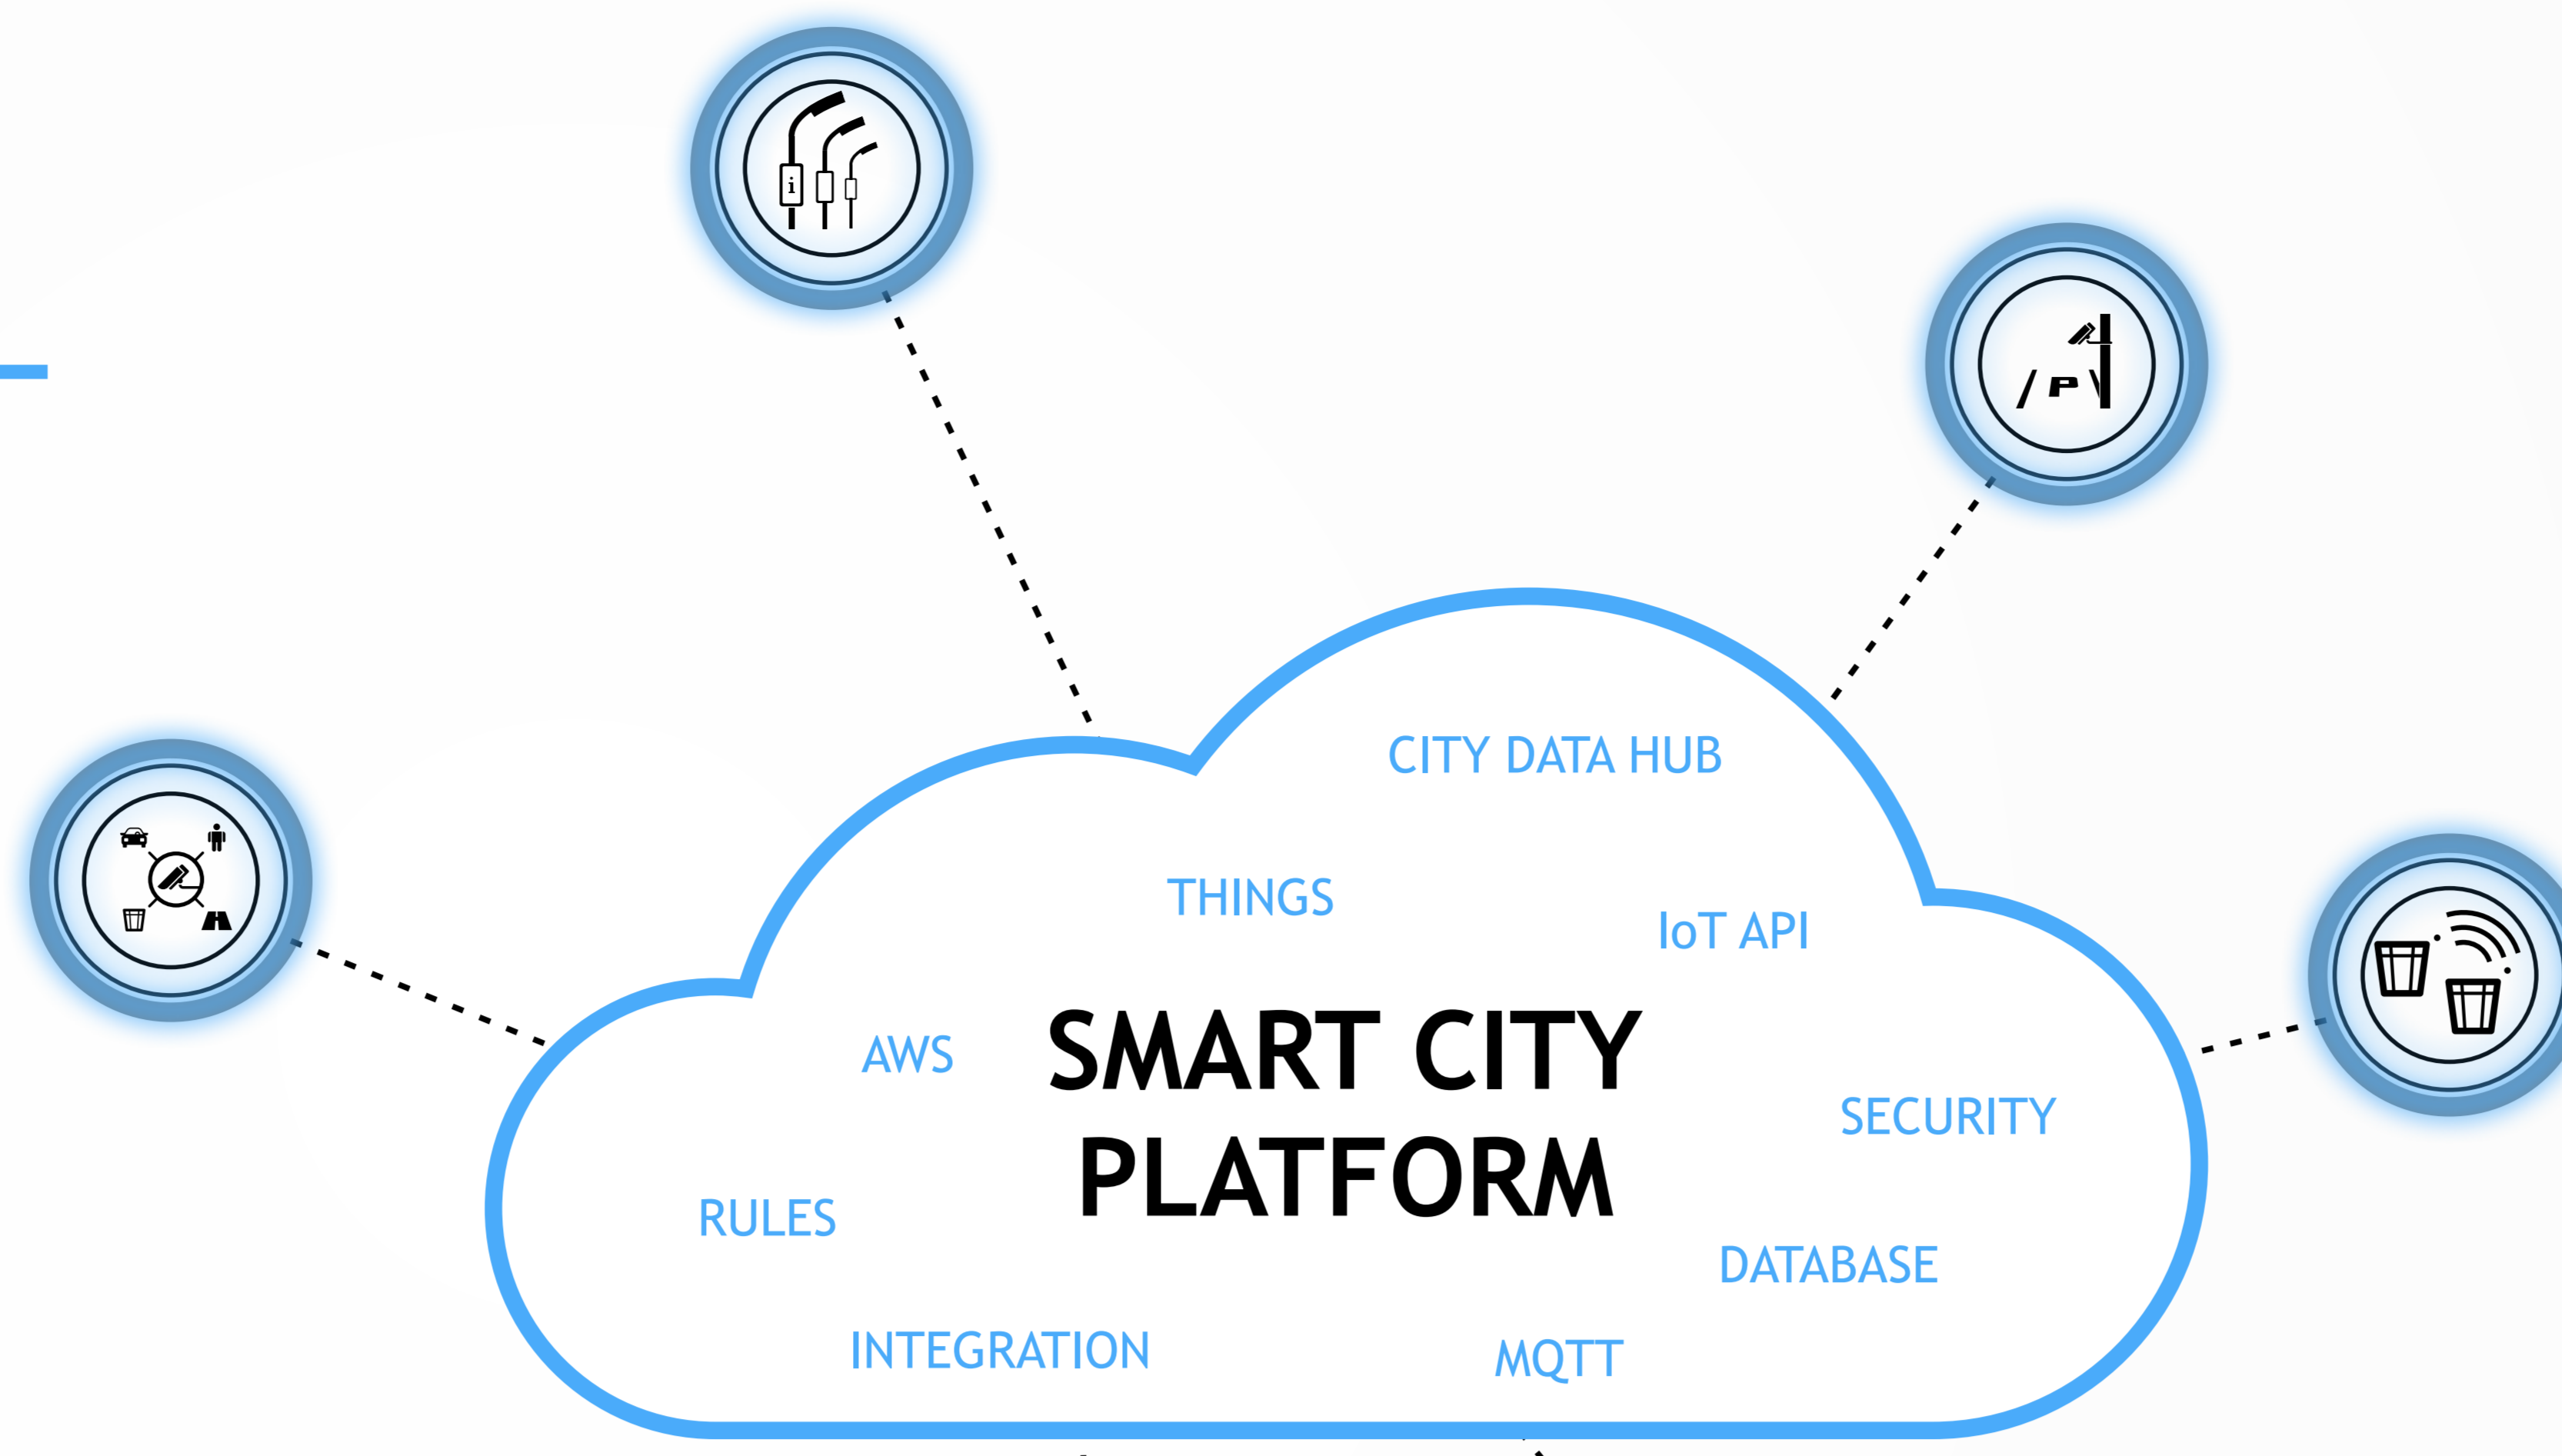 i
P
CITY DATA HUB
THINGS
IoT API
AWS
SMART CITY
PLATFORM
SECURITY
RULES
DATABASE
INTEGRATION
MQTT